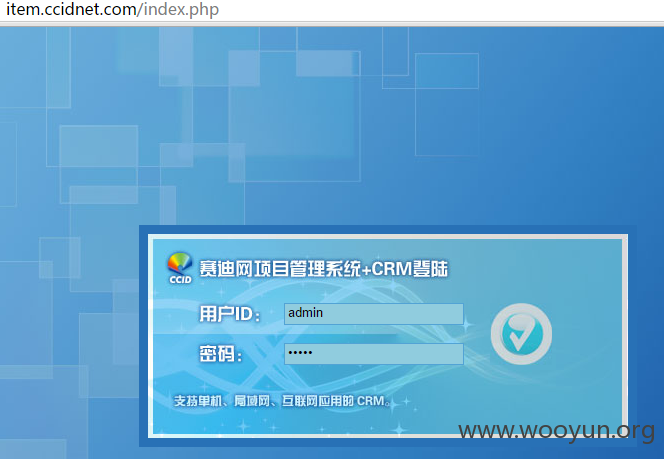 item.ccidnet.com/index.php
CCID
赛迪网项目管理系统+CRM登陆
用户ID：
admin
密码：
•••••
支持单机、局域网、互联网应用的 CRM。
www.wooyun.org